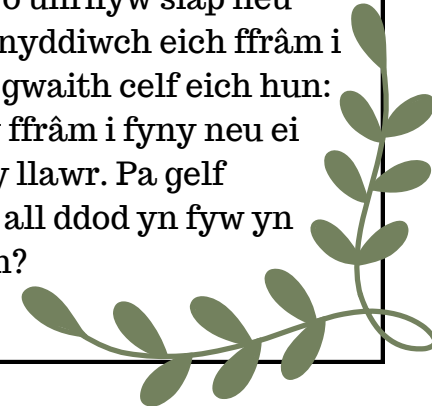 o unrhyw siâp neu
nyddiwch eich ffrâm i
gwaith celf eich hun:
ffrâm i fyny neu ei
llawr. Pa gelf
all ddod yn fyw yn